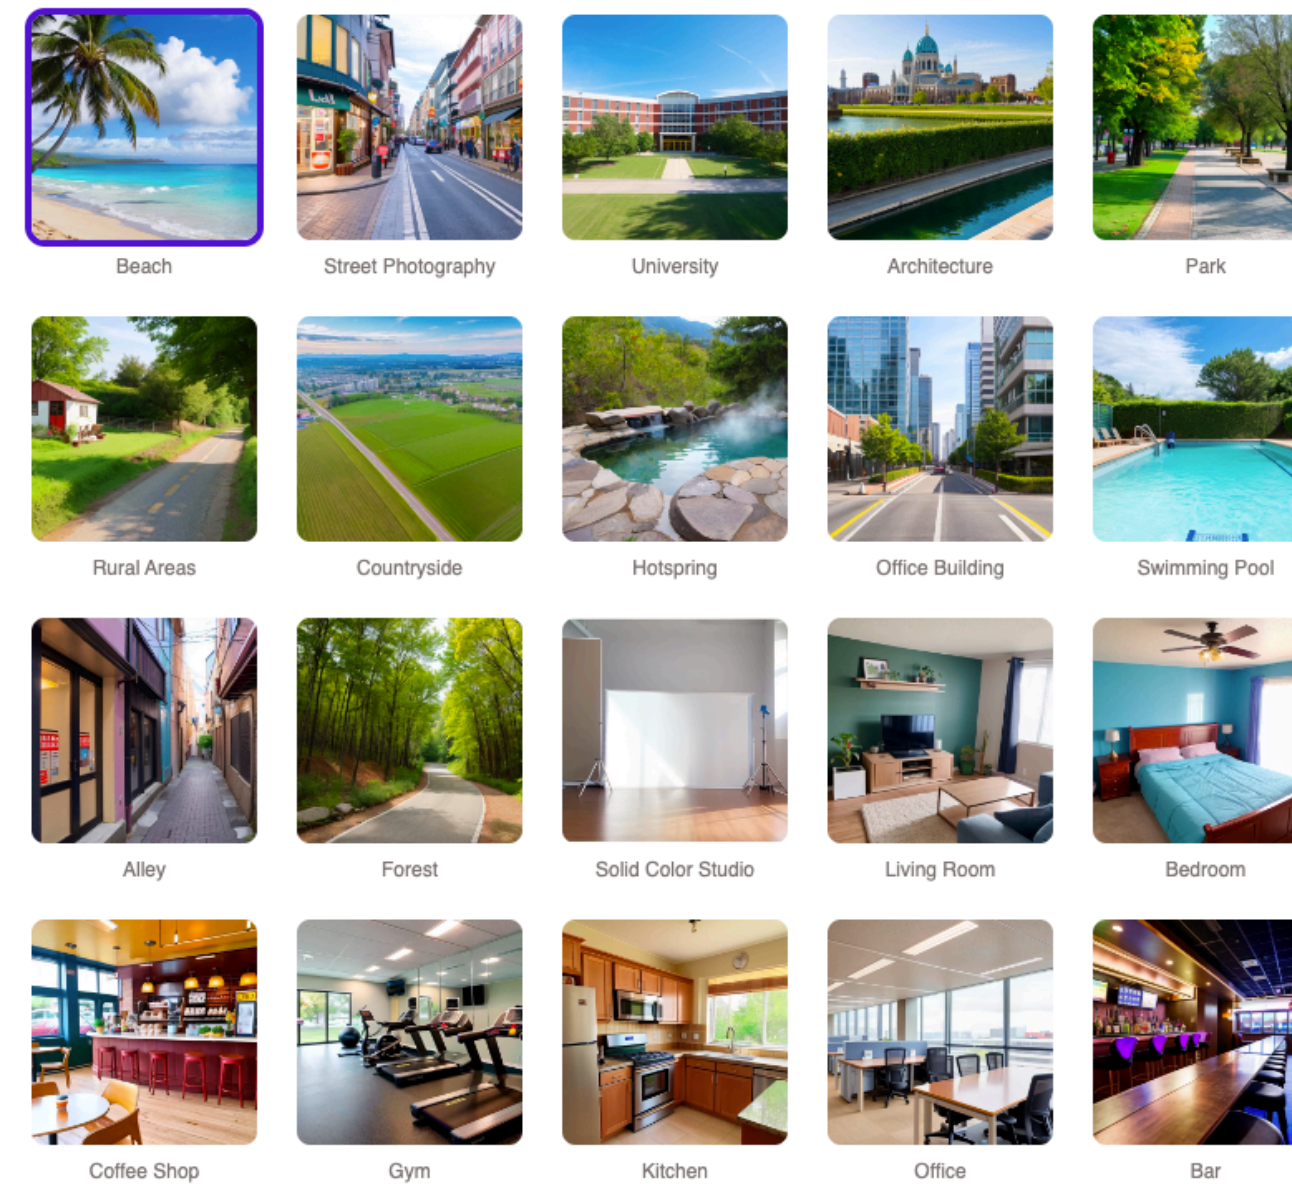 Beach
Street Photography
University
Architecture
Park
Rural Areas
Countryside
Hotspring
Office Building
Swimming Pool
Alley
Forest
Solid Color Studio
Living Room
Bedroom
Coffee Shop
Gym
Kitchen
Office
Bar